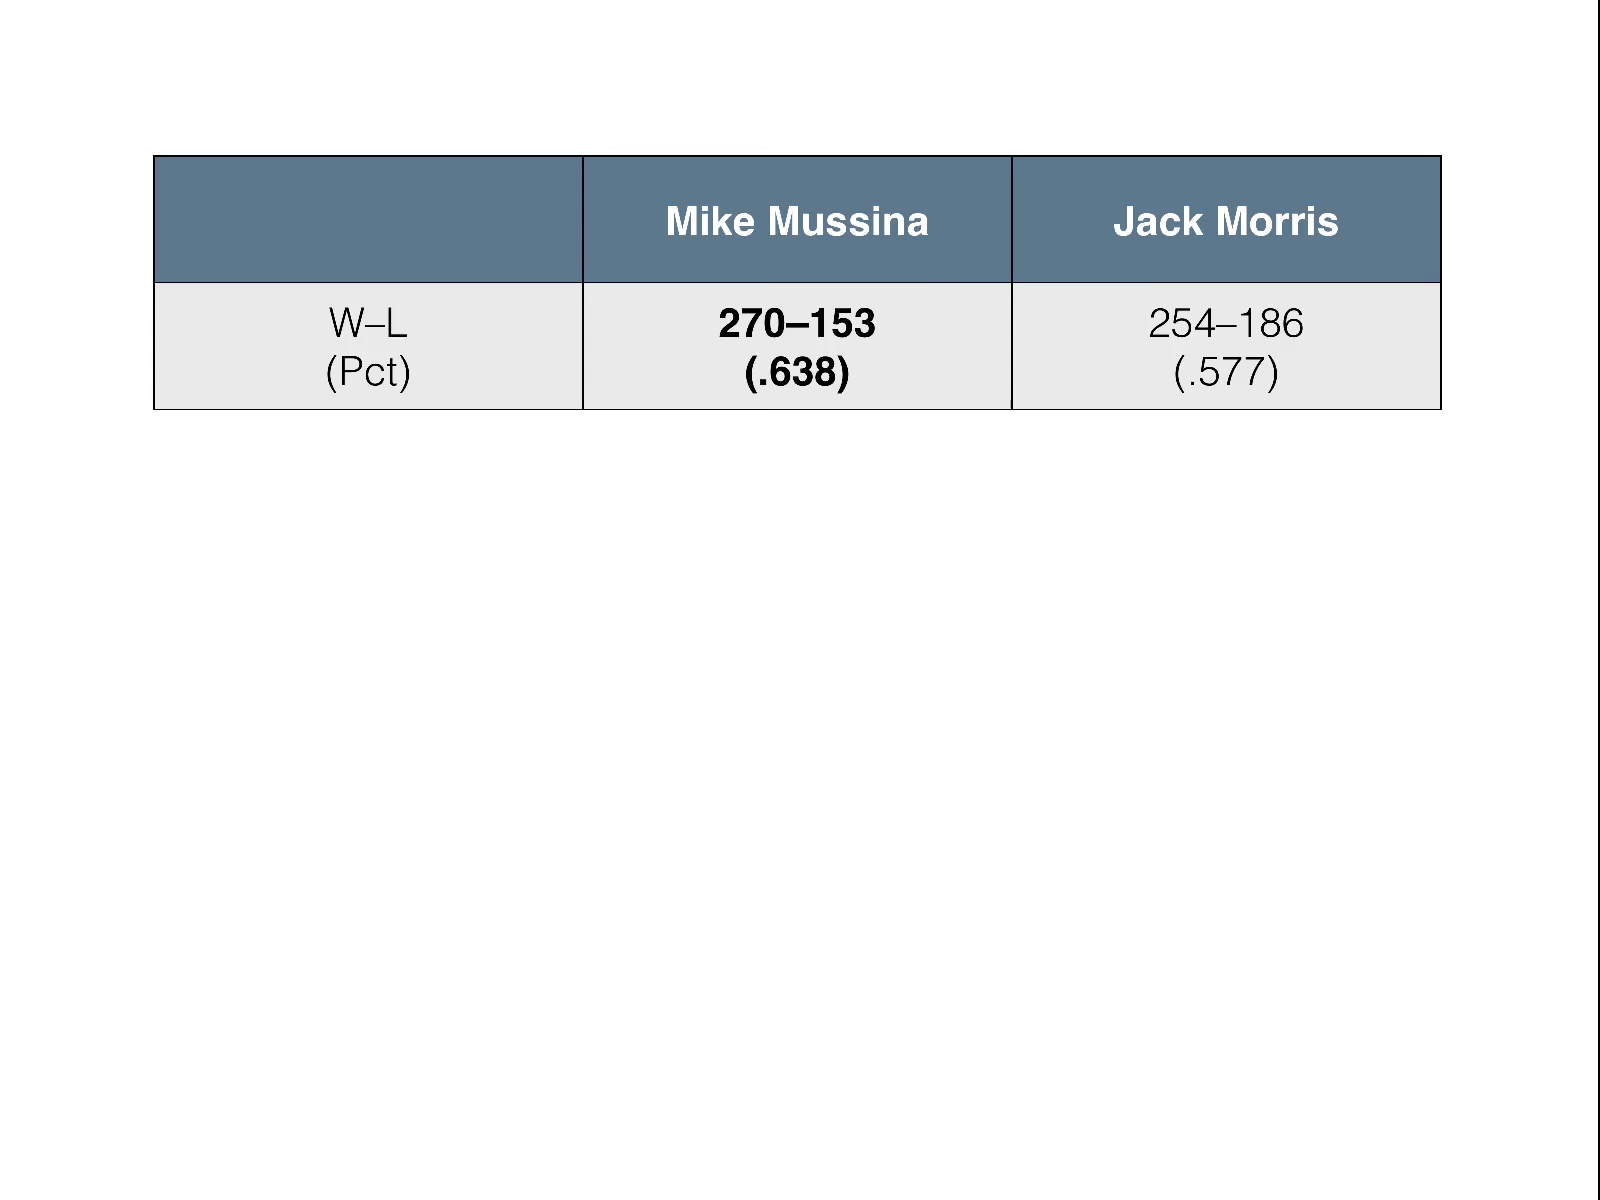 Mike Mussina
Jack Morris
W–L
(Pct)
270–153
(.638)
254–186
(.577)